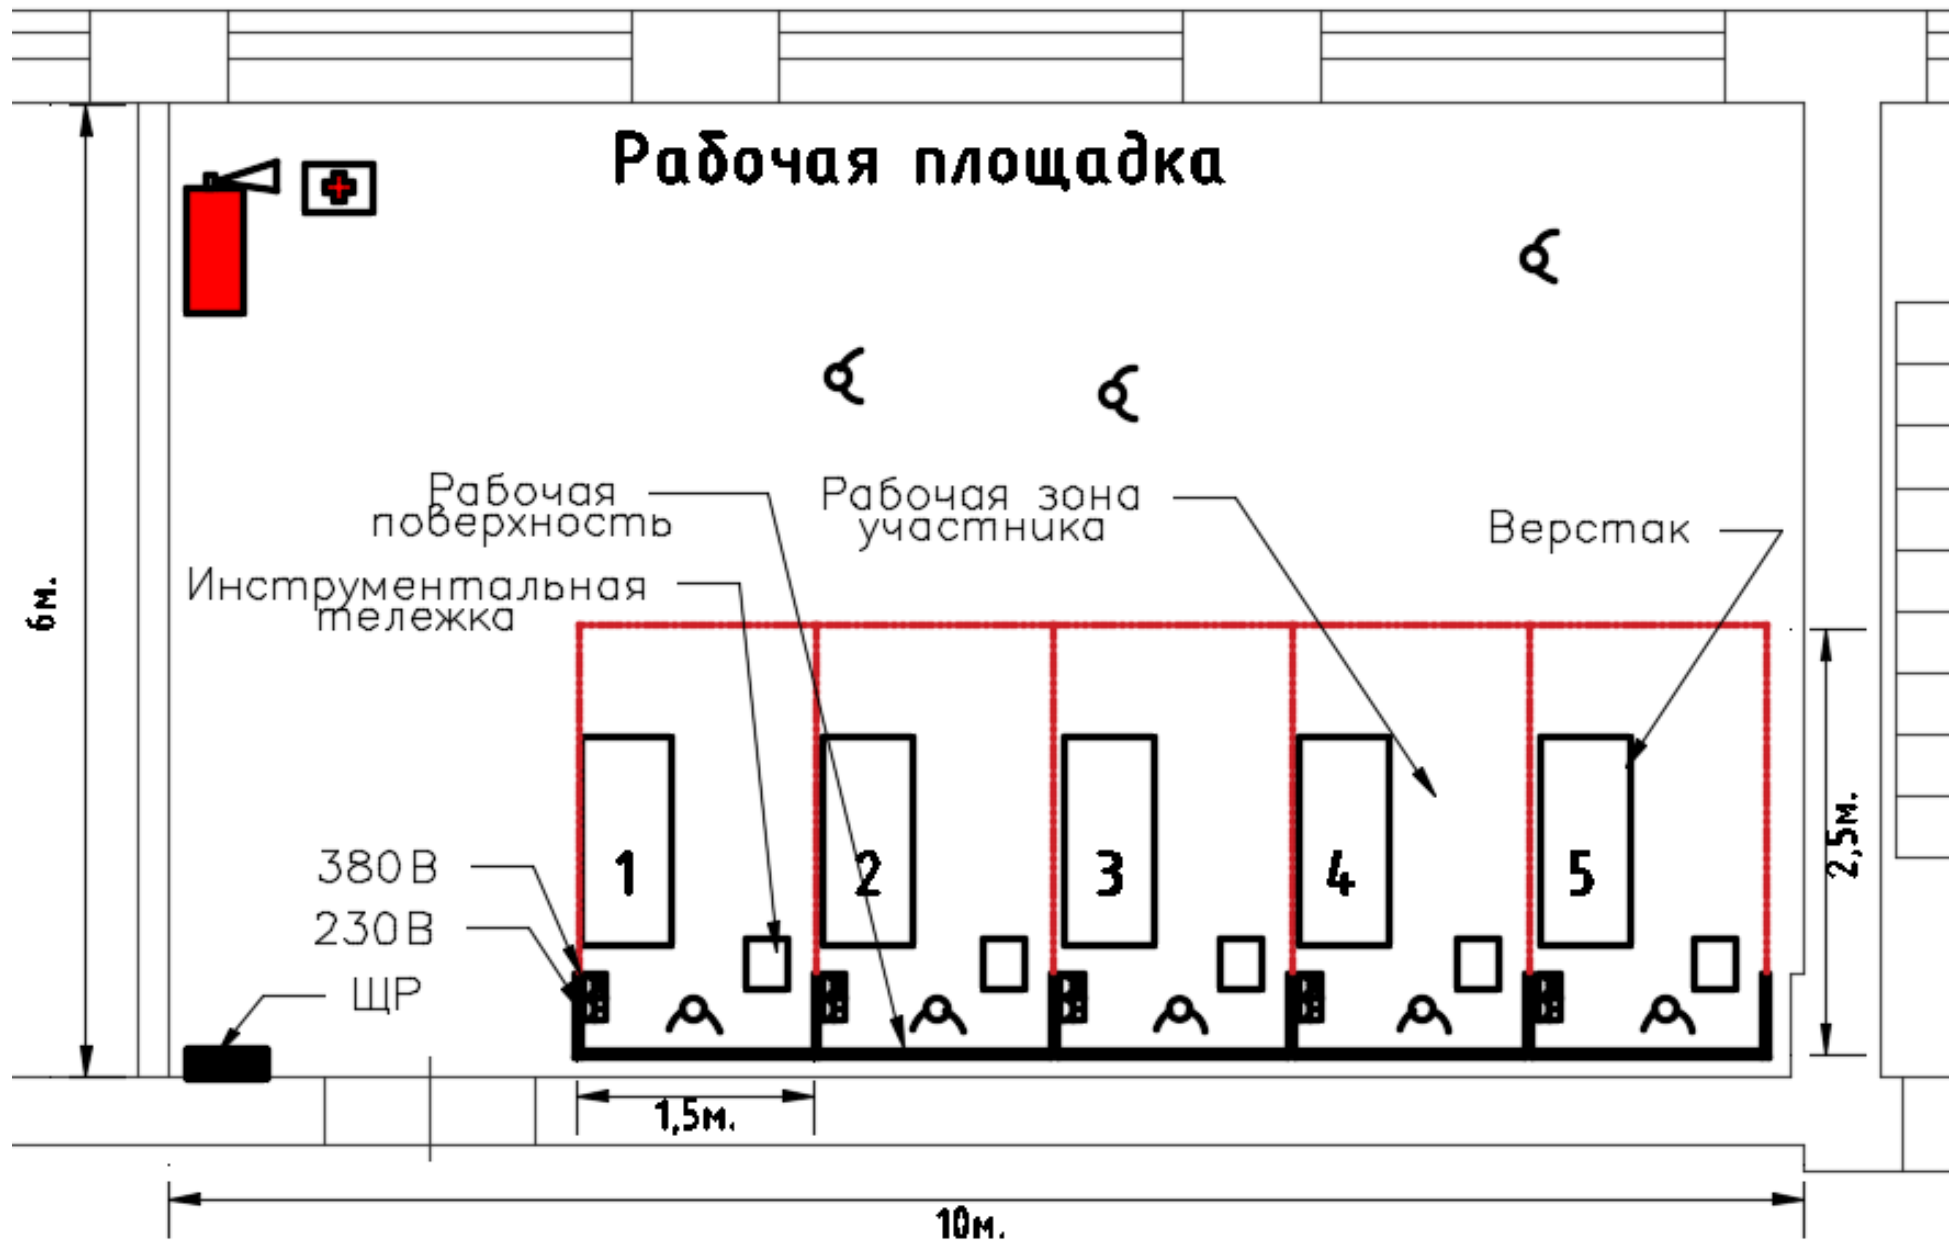 Рабочая площадка
Рабочая
поверхность
Рабочая зона
участника
Верстак
Инструментальная
тележка
6м.
2,5м.
380В
230В
ЩР
1
2
3
4
5
1,5м.
10м.